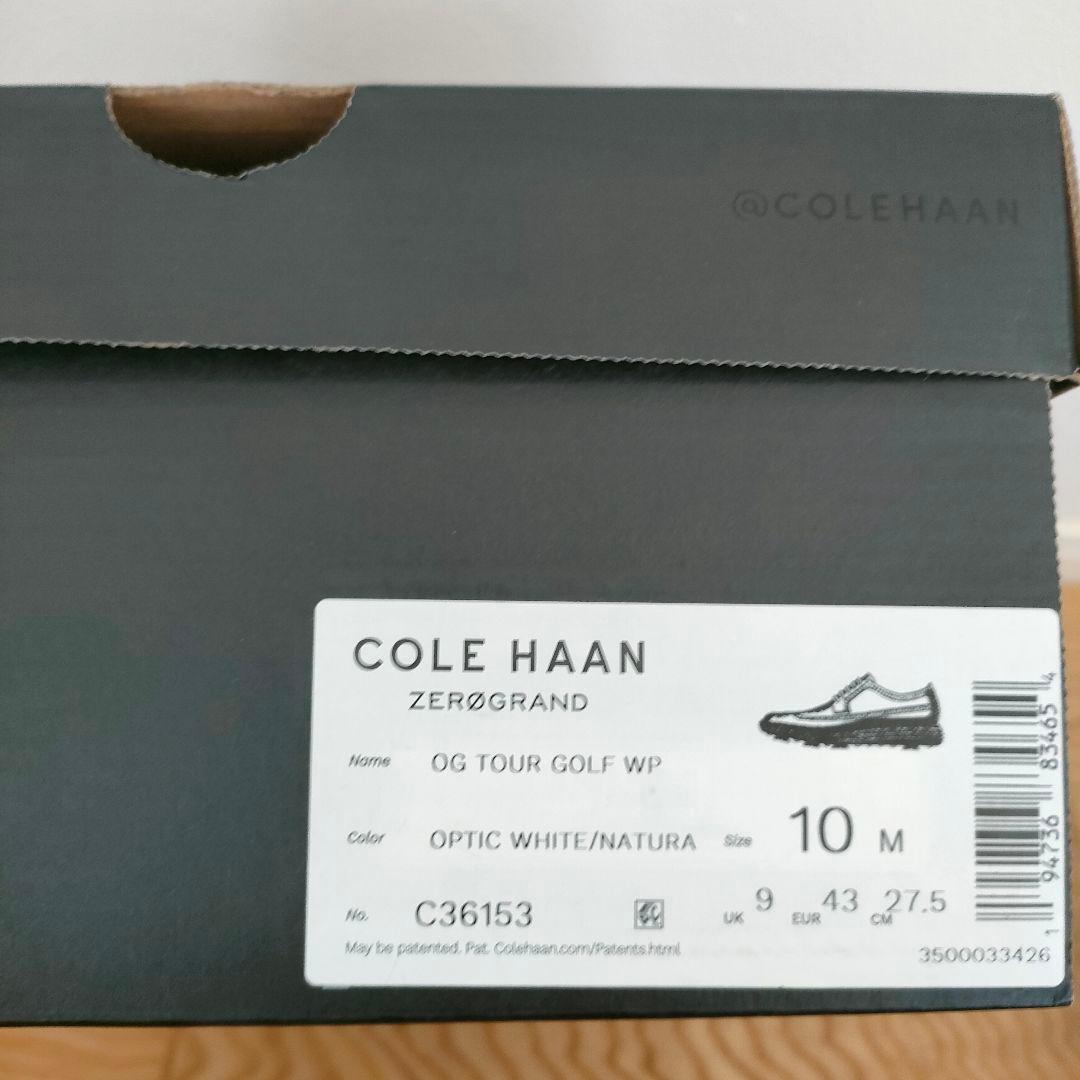 @COLEHAAN
COLE HAAN
ZERØGRAND
Name OG TOUR GOLF WP
Color OPTIC WHITE/NATURA Size 10 M
No. C36153 UK 9 EUR 43 CM 27.5
May be patented. Pat. Colehaan.com/Patents.html
3500033426
1 94736 83465 4